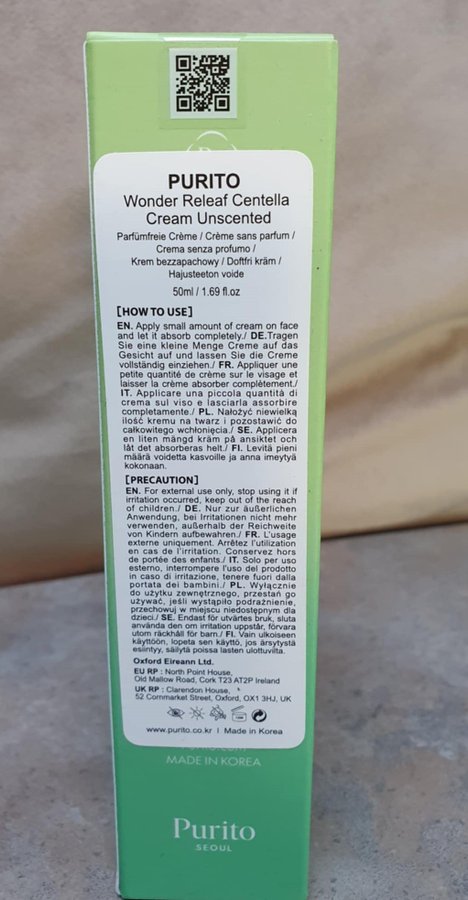 PURITO
Wonder Releaf Centella
Cream Unscented
Parfümfreie Crème / Crème sans parfum /
Crema senza profumo /
Krem bezzapachowy / Doftfri kräm /
Hajusteeton voide
50ml / 1.69 fl.oz
[HOW TO USE]
EN. Apply small amount of cream on face
and let it absorb completely./ DE.Tragen
Sie eine kleine Menge Creme auf das
Gesicht auf und lassen Sie die Creme
vollständig einziehen./ FR. Appliquer une
petite quantité de crème sur le visage et
laisser la crème absorber complètement./
IT. Applicare una piccola quantità di
crema sul viso e lasciarla assorbire
completamente./ PL. Nałożyć niewielką
ilość kremu na twarz i pozostawić do
całkowitego wchłonięcia./ SE. Applicera
en liten mängd kräm på ansiktet och
låt det absorberas helt./ FI. Levitä pieni
määrä voidetta kasvoille ja anna imeytyä
kokonaan.
[PRECAUTION]
EN. For external use only, stop using it if
irritation occurred, keep out of the reach
of children./ DE. Nur zur äußerlichen
Anwendung, bei Irritationen nicht mehr
verwenden, außerhalb der Reichweite
von Kindern aufbewahren./ FR. L'usage
externe uniquement. Arrêtez l'utilization
en cas de l'irritation. Conservez hors
de portée des enfants./ IT. Solo per uso
esterno, interrompere l'uso del prodotto
in caso di irritazione, tenere fuori dalla
portata dei bambini./ PL. Wyłącznie
do użytku zewnętrznego, przestań go
używać, jeśli wystąpiło podrażnienie,
przechowuj w miejscu niedostępnym dla
dzieci./ SE. Endast för utvärtes bruk, sluta
använda den om irritation uppstår, förvara
utom räckhåll för barn./ FI. Vain ulkoiseen
käyttöön, lopeta sen käyttö, jos ärsytystä
esiintyy, säilytä poissa lasten ulottuvilta.
Oxford Eireann Ltd.
EU RP : North Point House,
Old Mallow Road, Cork T23 AT2P Ireland
UK RP : Clarendon House,
52 Cornmarket Street, Oxford, OX1 3HJ, UK
www.purito.co.kr | Made in Korea
MADE IN KOREA
Purito
SEOUL